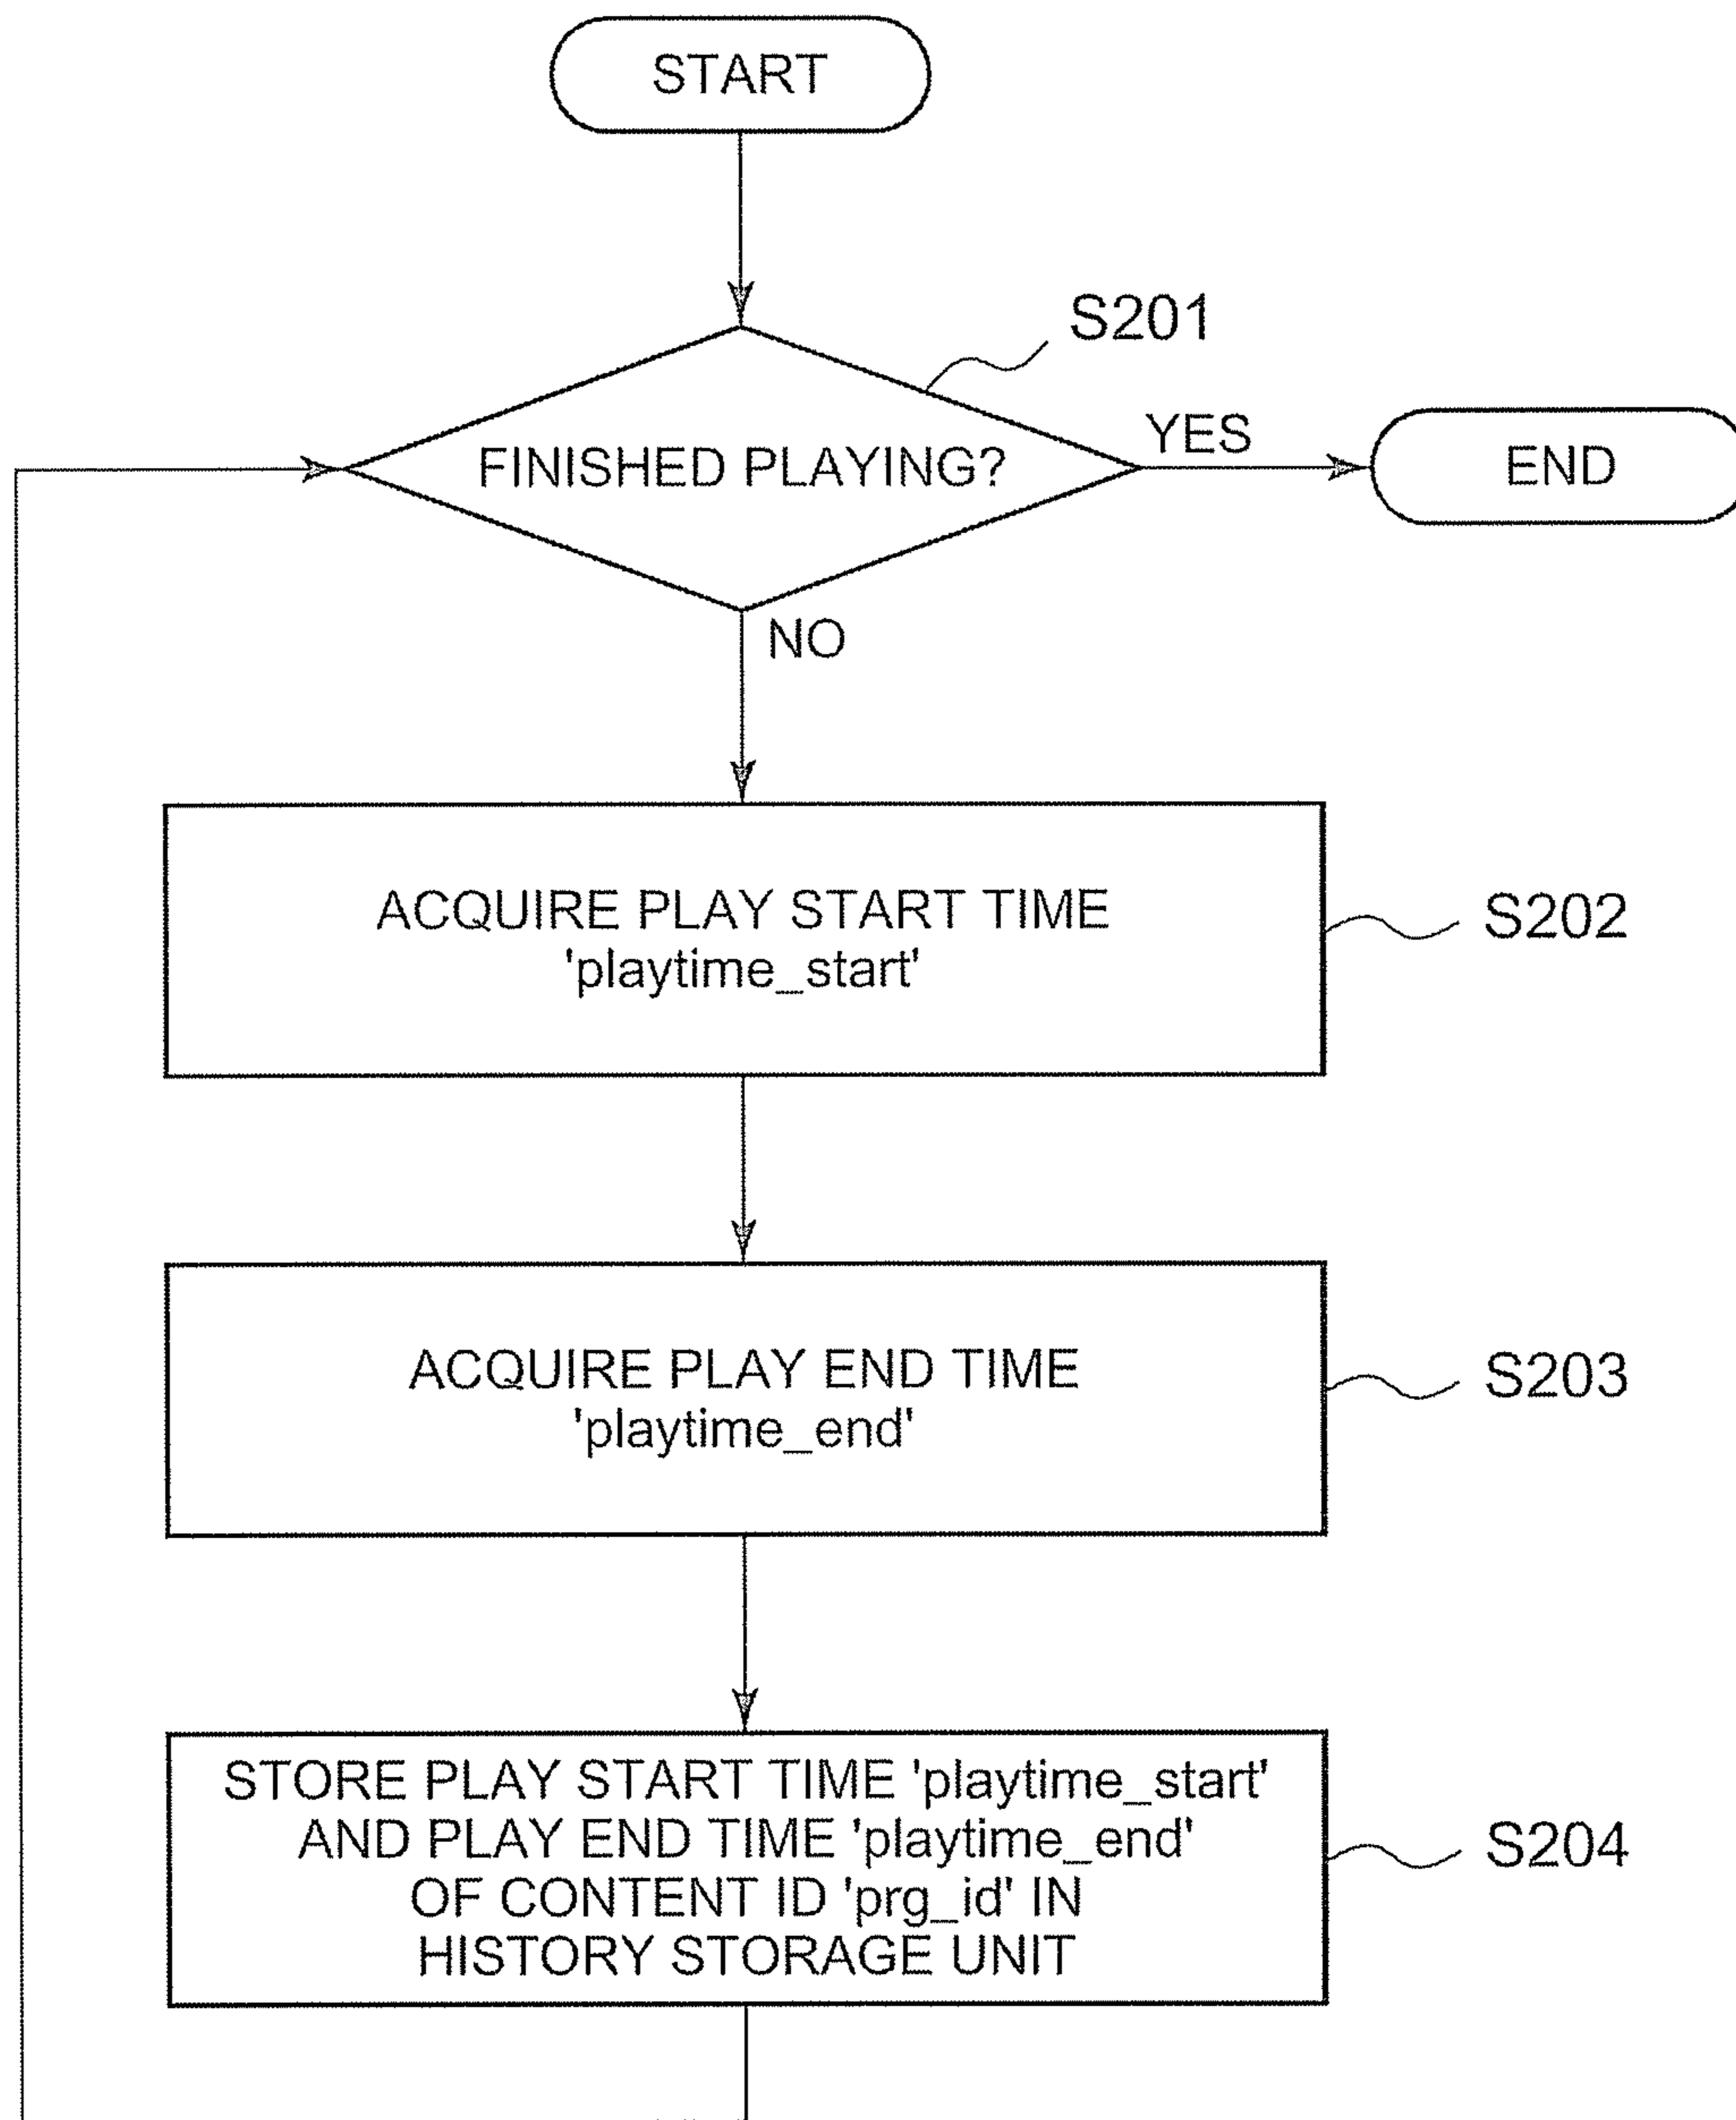 START
S201
FINISHED PLAYING?
YES
END
NO
ACQUIRE PLAY START TIME
'playtime_start'
S202
ACQUIRE PLAY END TIME
'playtime_end'
S203
STORE PLAY START TIME 'playtime_start'
AND PLAY END TIME 'playtime_end'
OF CONTENT ID 'prg_id' IN
HISTORY STORAGE UNIT
S204